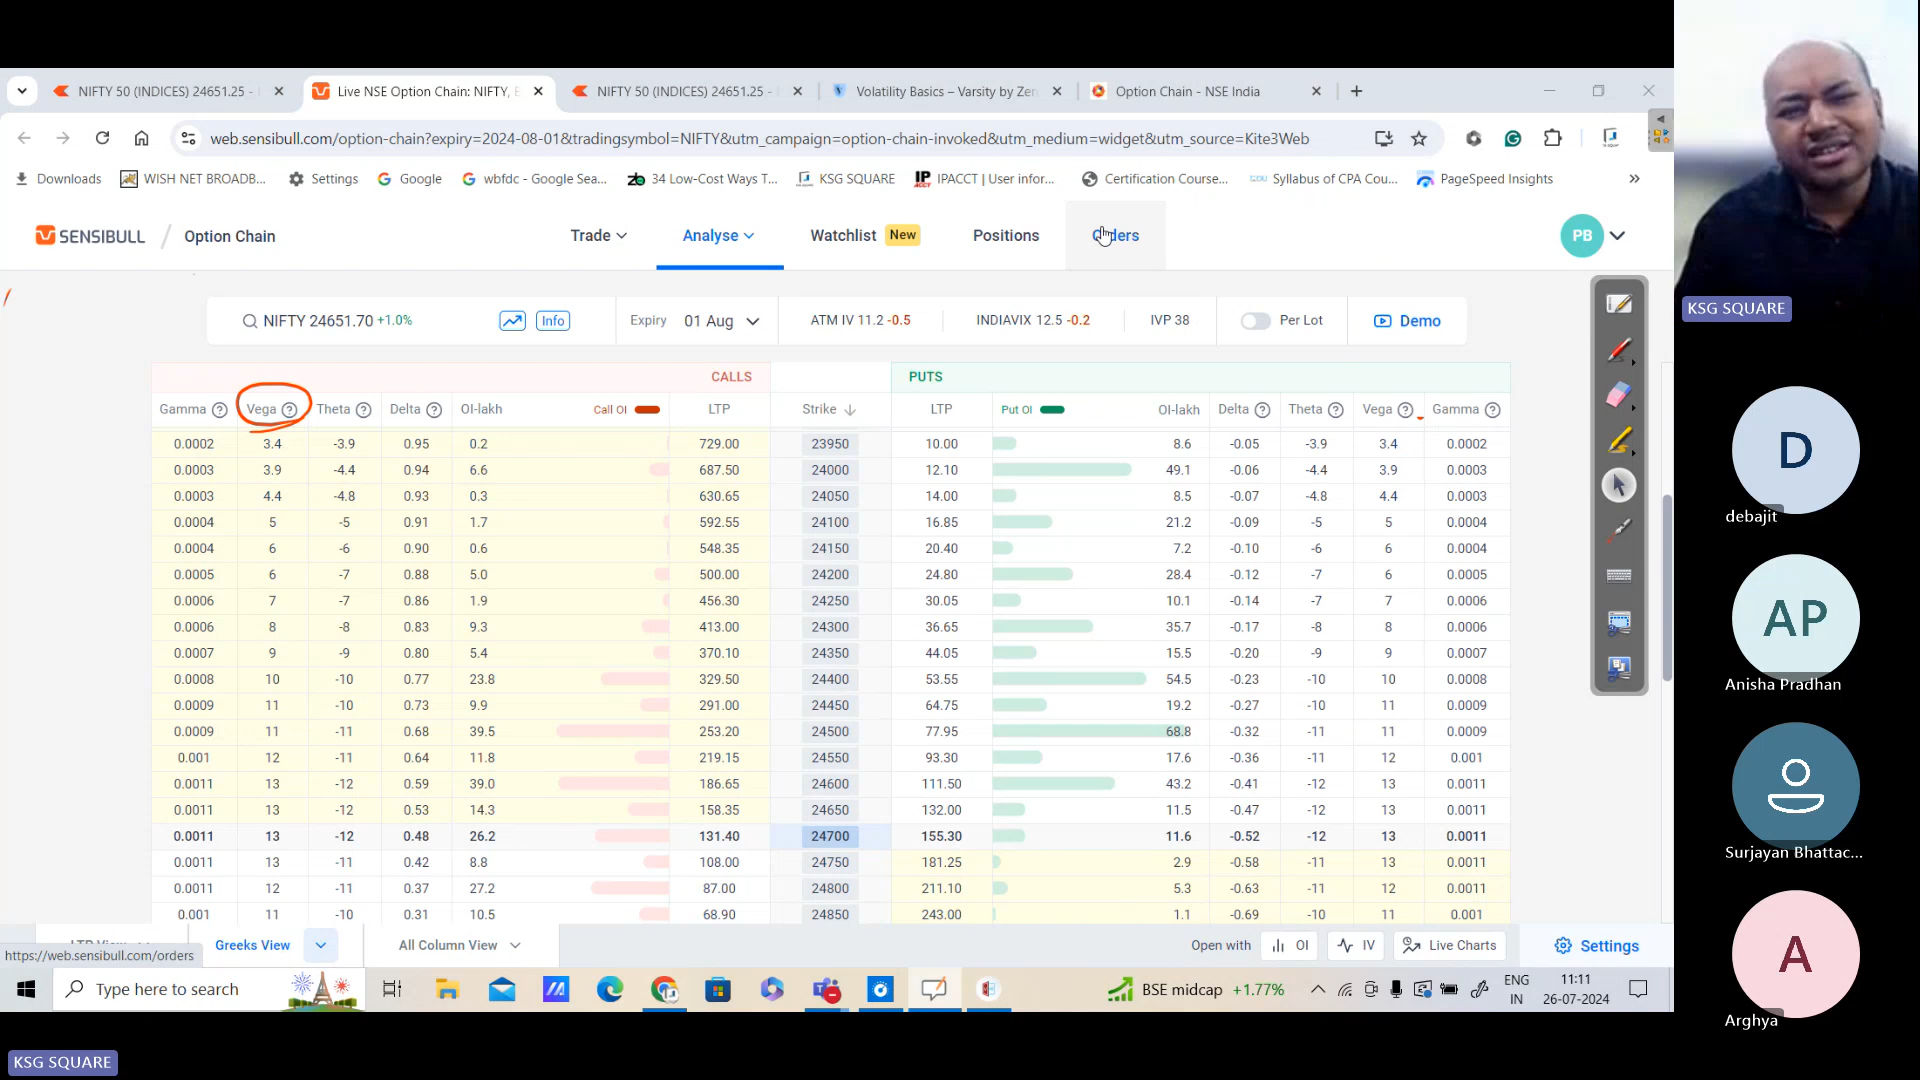 NIFTY 50 (INDICES) 24651.25 -
Live NSE Option Chain: NIFTY, B
NIFTY 50 (INDICES) 24651.25 -
Volatility Basics – Varsity by Zer
Option Chain - NSE India
web.sensibull.com/option-chain?expiry=2024-08-01&tradingsymbol=NIFTY&utm_campaign=option-chain-invoked&utm_medium=widget&utm_source=Kite3Web
Downloads WISH NET BROADB... Settings Google wbfdc - Google Sea... 34 Low-Cost Ways T... KSG SQUARE IPACCT | User infor... Certification Course... Syllabus of CPA Cou... PageSpeed Insights »
SENSIBULL / Option Chain Trade Analyse Watchlist New Positions Orders PB
NIFTY 24651.70 +1.0% Info Expiry 01 Aug ATM IV 11.2 -0.5 INDIAVIX 12.5 -0.2 IVP 38 Per Lot Demo
CALLS PUTS
Gamma Vega Theta Delta OI-lakh Call OI LTP Strike LTP Put OI OI-lakh Delta Theta Vega Gamma
0.0002 3.4 -3.9 0.95 0.2 729.00 23950 10.00 8.6 -0.05 -3.9 3.4 0.0002
0.0003 3.9 -4.4 0.94 6.6 687.50 24000 12.10 49.1 -0.06 -4.4 3.9 0.0003
0.0003 4.4 -4.8 0.93 0.3 630.65 24050 14.00 8.5 -0.07 -4.8 4.4 0.0003
0.0004 5 -5 0.91 1.7 592.55 24100 16.85 21.2 -0.09 -5 5 0.0004
0.0004 6 -6 0.90 0.6 548.35 24150 20.40 7.2 -0.10 -6 6 0.0004
0.0005 6 -7 0.88 5.0 500.00 24200 24.80 28.4 -0.12 -7 6 0.0005
0.0006 7 -7 0.86 1.9 456.30 24250 30.05 10.1 -0.14 -7 7 0.0006
0.0006 8 -8 0.83 9.3 413.00 24300 36.65 35.7 -0.17 -8 8 0.0006
0.0007 9 -9 0.80 5.4 370.10 24350 44.05 15.5 -0.20 -9 9 0.0007
0.0008 10 -10 0.77 23.8 329.50 24400 53.55 54.5 -0.23 -10 10 0.0008
0.0009 11 -10 0.73 9.9 291.00 24450 64.75 19.2 -0.27 -10 11 0.0009
0.0009 11 -11 0.68 39.5 253.20 24500 77.95 68.8 -0.32 -11 11 0.0009
0.001 12 -11 0.64 11.8 219.15 24550 93.30 17.6 -0.36 -11 12 0.001
0.0011 13 -12 0.59 39.0 186.65 24600 111.50 43.2 -0.41 -12 13 0.0011
0.0011 13 -12 0.53 14.3 158.35 24650 132.00 11.5 -0.47 -12 13 0.0011
0.0011 13 -12 0.48 26.2 131.40 24700 155.30 11.6 -0.52 -12 13 0.0011
0.0011 13 -11 0.42 8.8 108.00 24750 181.25 2.9 -0.58 -11 13 0.0011
0.0011 12 -11 0.37 27.2 87.00 24800 211.10 5.3 -0.63 -11 12 0.0011
0.001 11 -10 0.31 10.5 68.90 24850 243.00 1.1 -0.69 -10 11 0.001
Greeks View All Column View Open with OI IV Live Charts Settings
https://web.sensibull.com/orders
Type here to search BSE midcap +1.77% ENG IN 11:11 26-07-2024
KSG SQUARE
D
debajit
AP
Anisha Pradhan
Surjayan Bhattac...
A
Arghya
KSG SQUARE